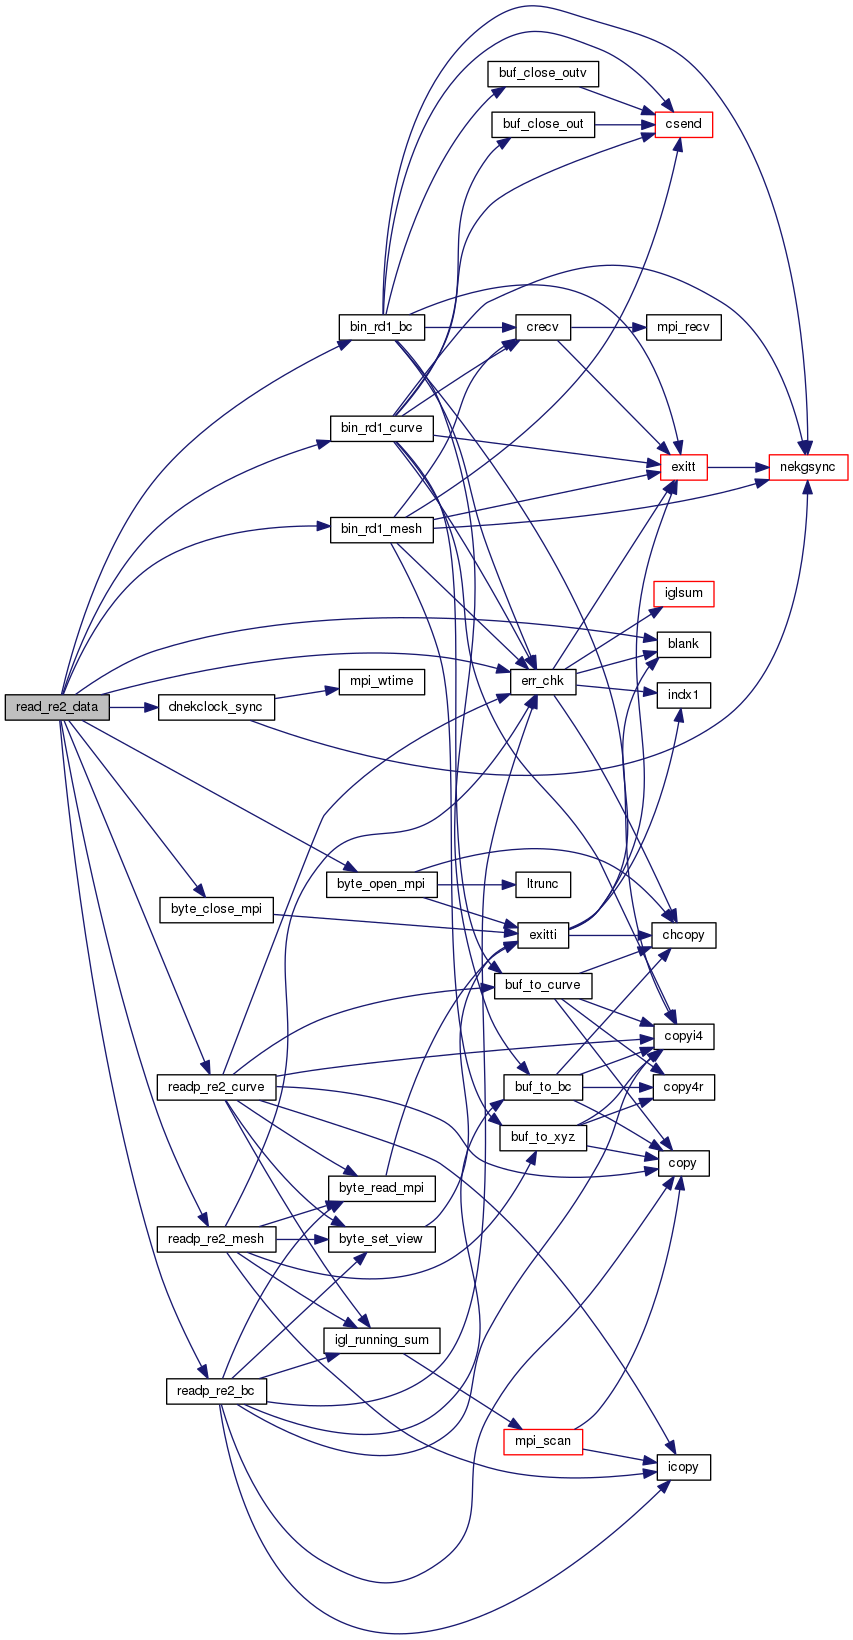 buf_close_outv
buf_close_out
csend
bin_rd1_bc
crecv
mpi_recv
bin_rd1_curve
exitt
nekgsync
bin_rd1_mesh
iglsum
blank
err_chk
mpi_wtime
indx1
read_re2_data
dnekclock_sync
byte_open_mpi
ltrunc
byte_close_mpi
exitti
chcopy
buf_to_curve
copyi4
readp_re2_curve
buf_to_bc
copy4r
buf_to_xyz
copy
byte_read_mpi
readp_re2_mesh
byte_set_view
igl_running_sum
readp_re2_bc
mpi_scan
icopy